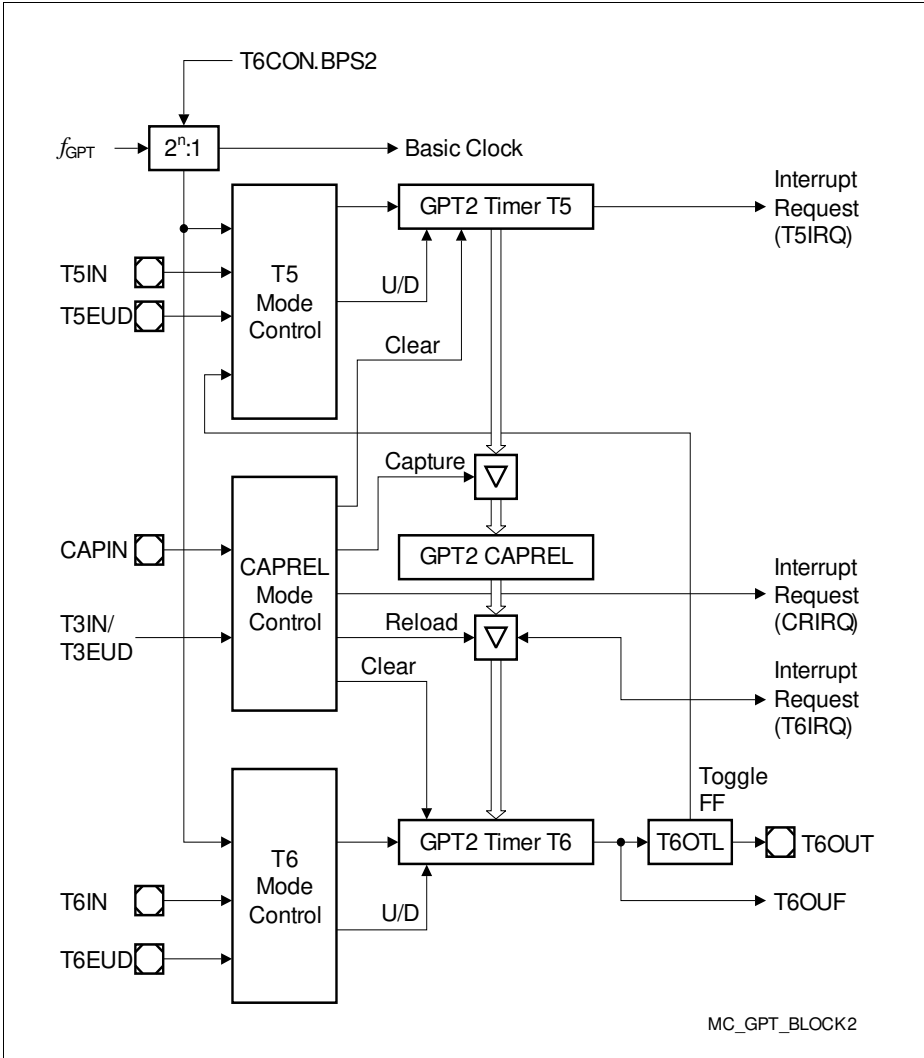 T6CON.BPS2
fGPT
2n:1
Basic Clock
GPT2 Timer T5
Interrupt
Request
(T5IRQ)
T5IN
T5EUD
T5
Mode
Control
U/D
Clear
Capture
CAPIN
T3IN/
T3EUD
CAPREL
Mode
Control
GPT2 CAPREL
Interrupt
Request
(CRIRQ)
Reload
Clear
Interrupt
Request
(T6IRQ)
Toggle
FF
GPT2 Timer T6
T6OTL
T6OUT
T6
Mode
Control
T6IN
T6EUD
U/D
T6OUF
MC_GPT_BLOCK2